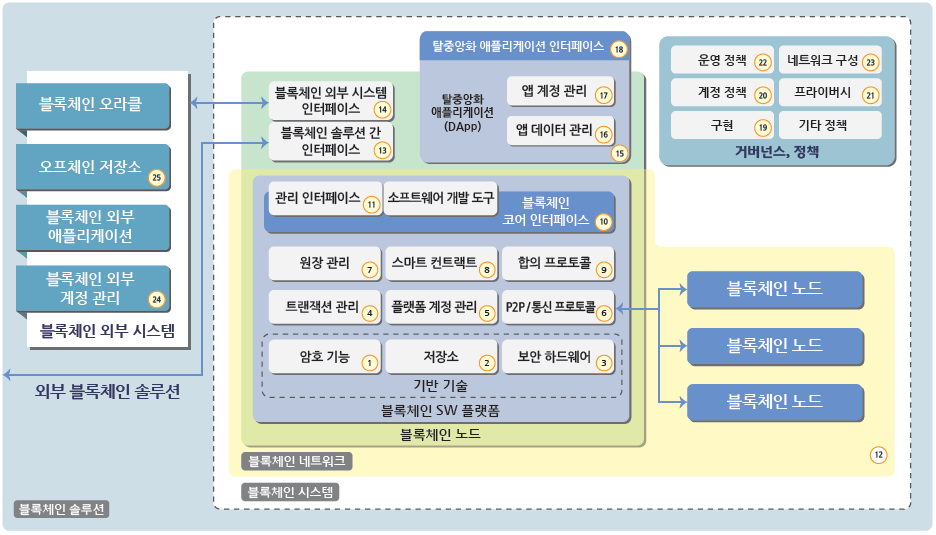 블록체인 오라클
오프체인 저장소
25
블록체인 외부
애플리케이션
블록체인 외부
계정 관리
24
블록체인 외부 시스템
외부 블록체인 솔루션
블록체인 외부 시스템
인터페이스
14
블록체인 솔루션 간
인터페이스
13
탈중앙화 애플리케이션 인터페이스
18
탈중앙화
애플리케이션
(DApp)
앱 계정 관리
17
앱 데이터 관리
16
15
운영 정책
22
네트워크 구성
23
계정 정책
20
프라이버시
21
구현
19
기타 정책
거버넌스, 정책
관리 인터페이스
11
소프트웨어 개발 도구
블록체인
코어 인터페이스
10
원장 관리
7
스마트 컨트랙트
8
합의 프로토콜
9
트랜잭션 관리
4
플랫폼 계정 관리
5
P2P/통신 프로토콜
6
암호 기능
1
저장소
2
보안 하드웨어
3
기반 기술
블록체인 SW 플랫폼
블록체인 노드
블록체인 노드
블록체인 노드
블록체인 노드
12
블록체인 네트워크
블록체인 시스템
블록체인 솔루션